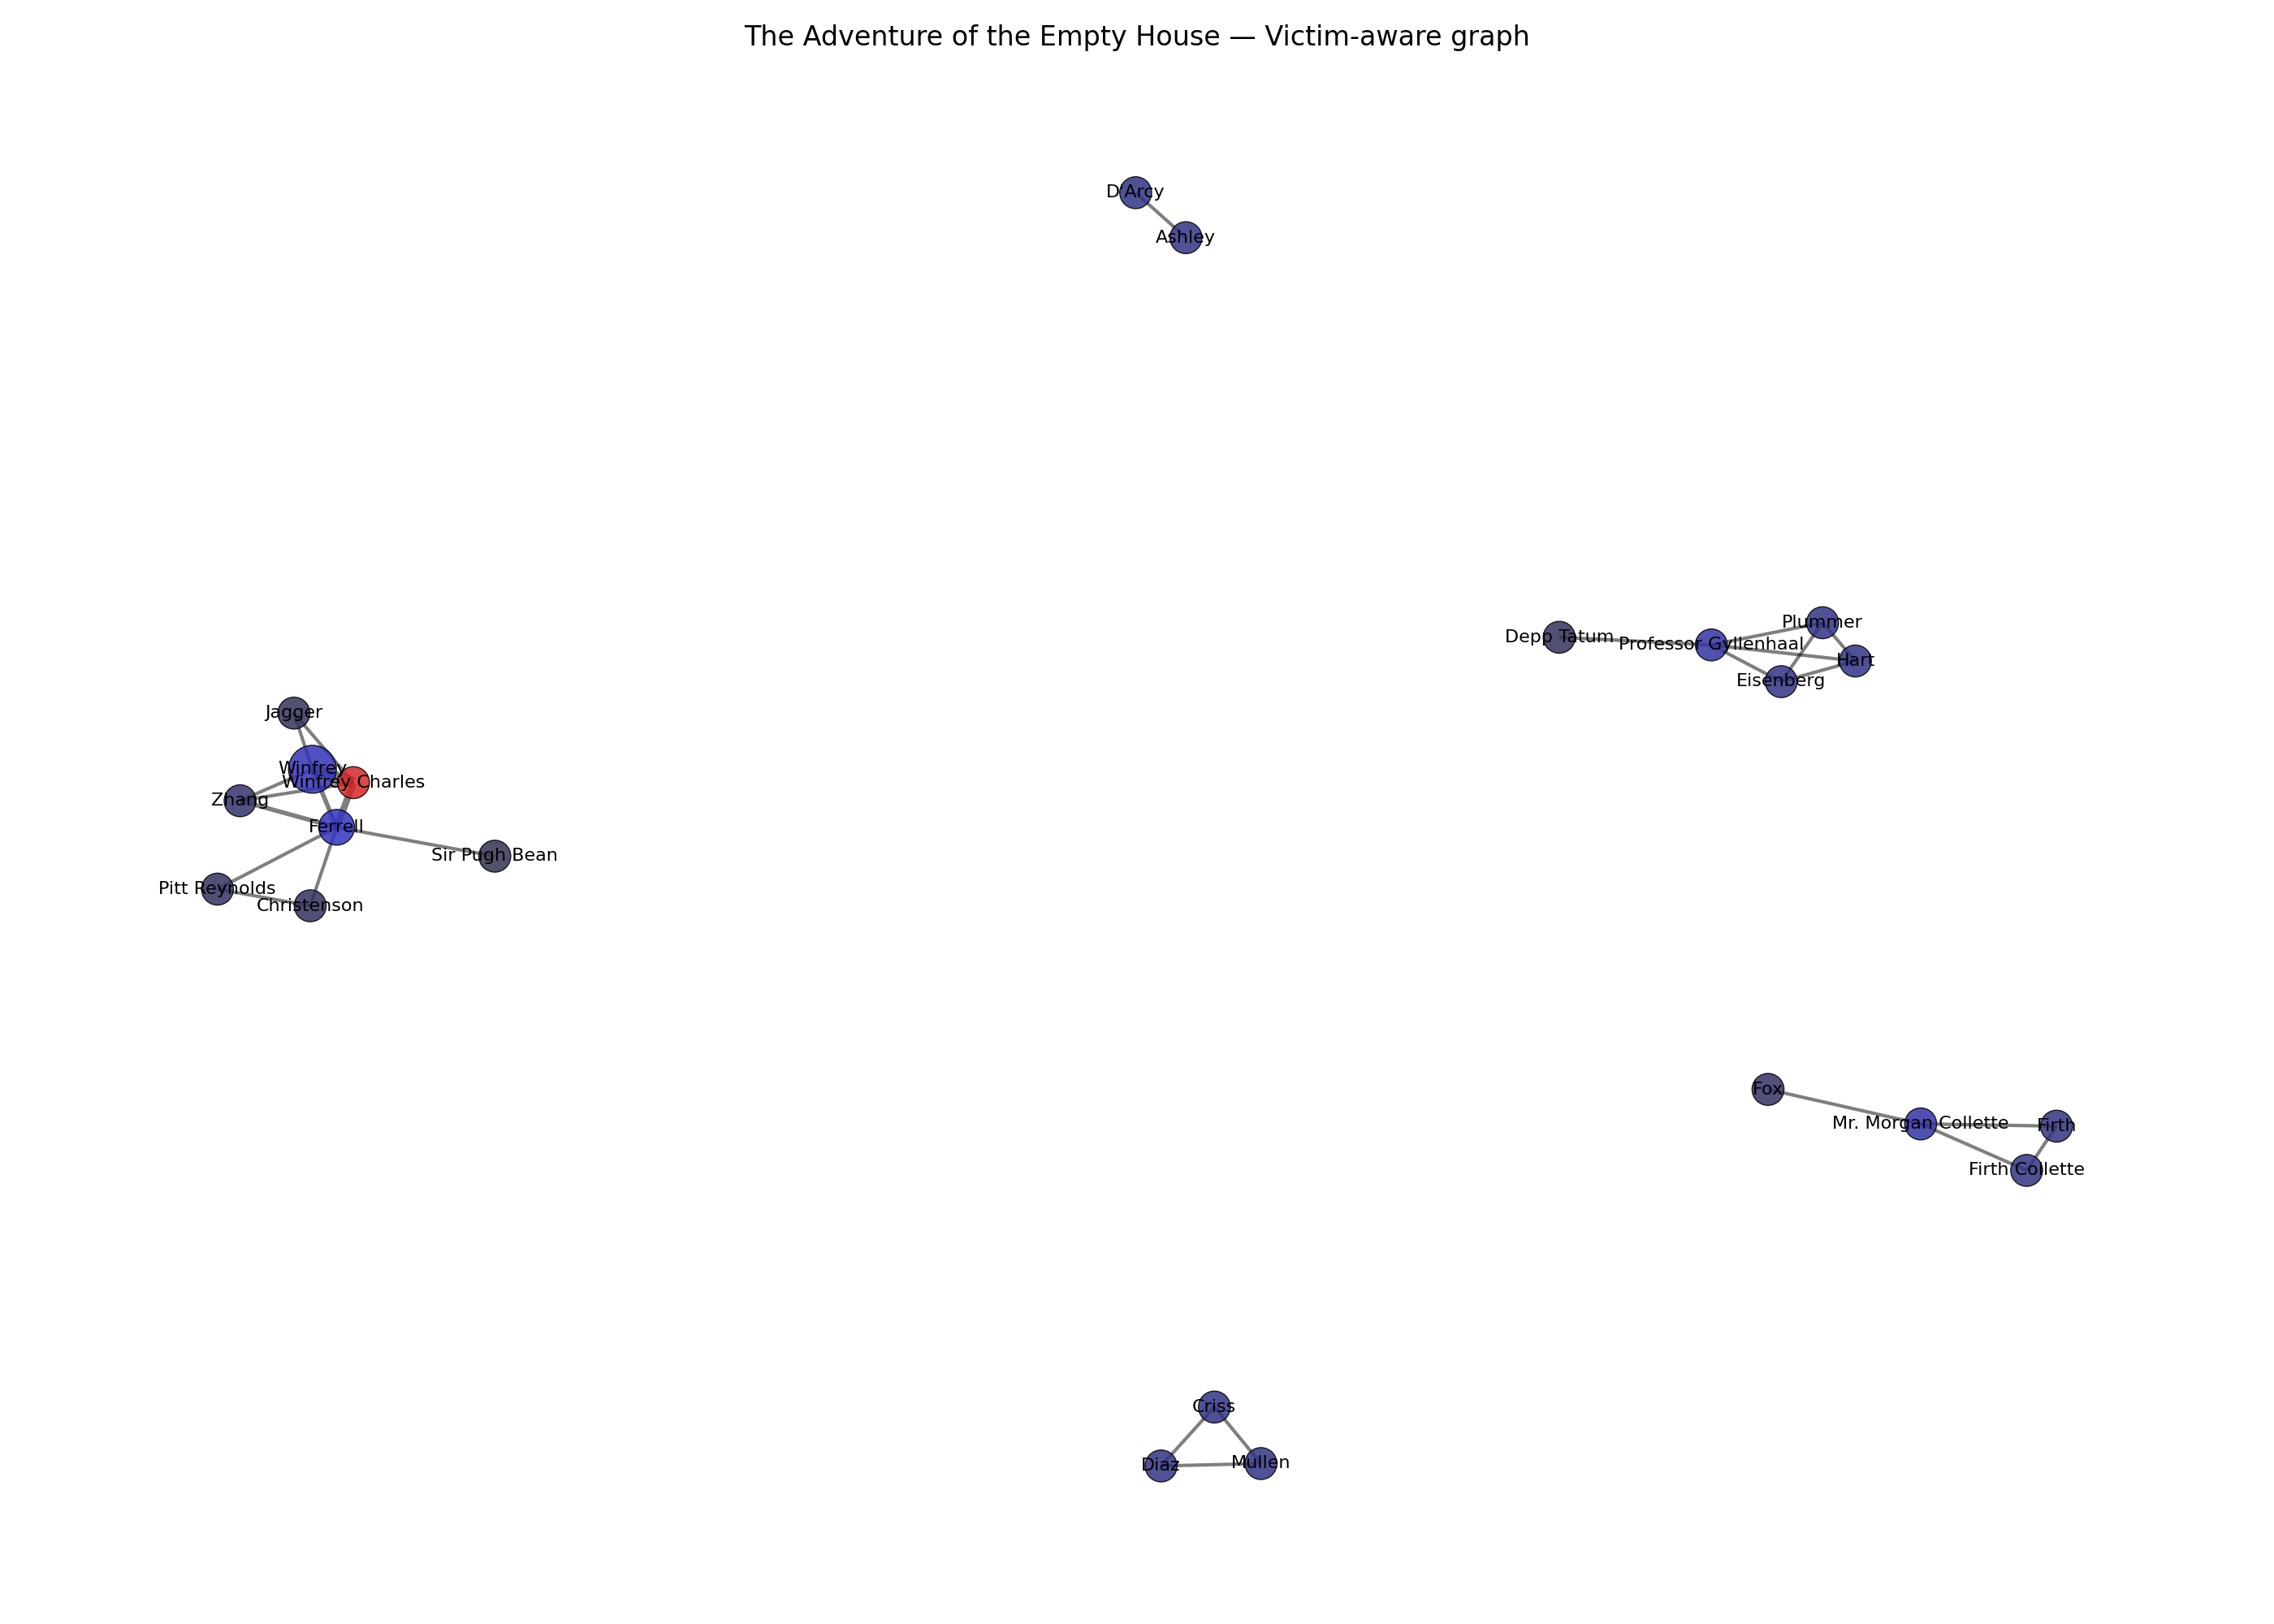 The Adventure of the Empty House — Victim-aware graph
D'Arcy
Ashley
Plummer
Depp Tatum
Professor Gyllenhaal
Hart
Eisenberg
Jagger
Winfrey
Winfrey Charles
Zhang
Ferrell
Sir Pugh Bean
Pitt Reynolds
Christenson
Fox
Mr. Morgan Collette
Firth
Firth Collette
Criss
Diaz
Mullen